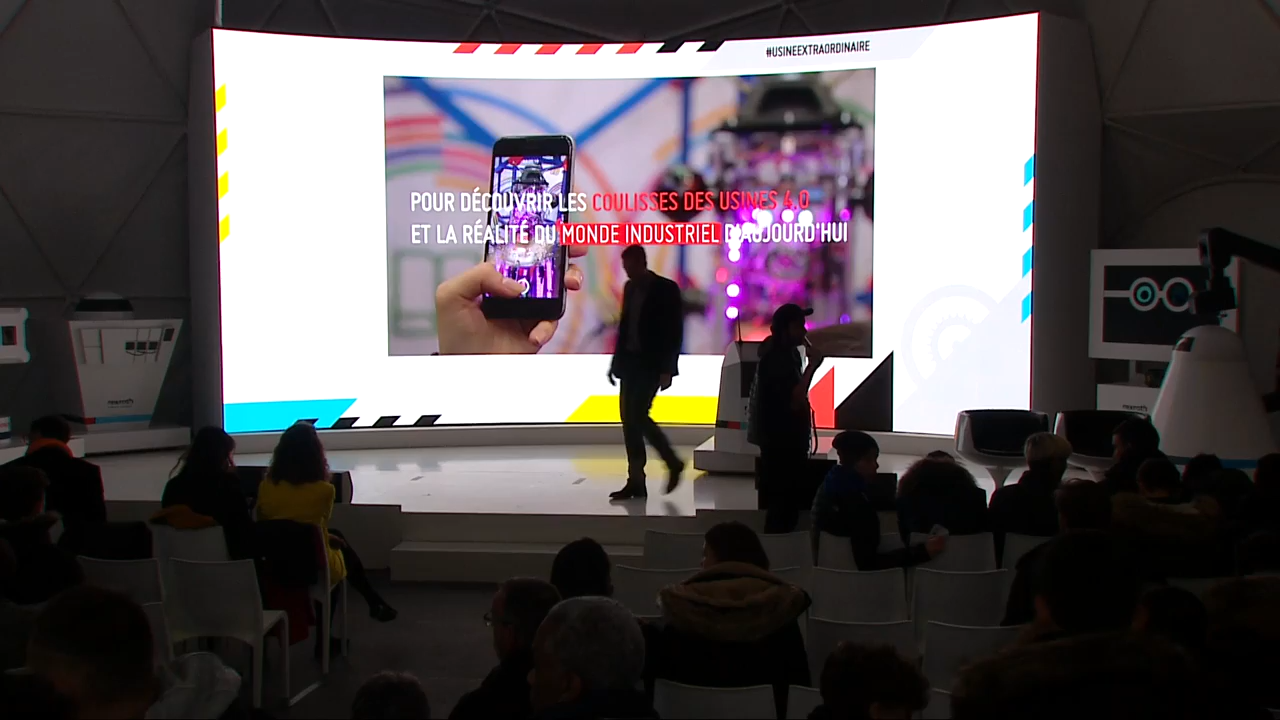 #USINEEXTRAORDINAIRE
POUR DÉCOUVRIR LES COULISSES DES USINES 4.0
ET LA RÉALITÉ DU MONDE INDUSTRIEL D'AUJOURD'HUI